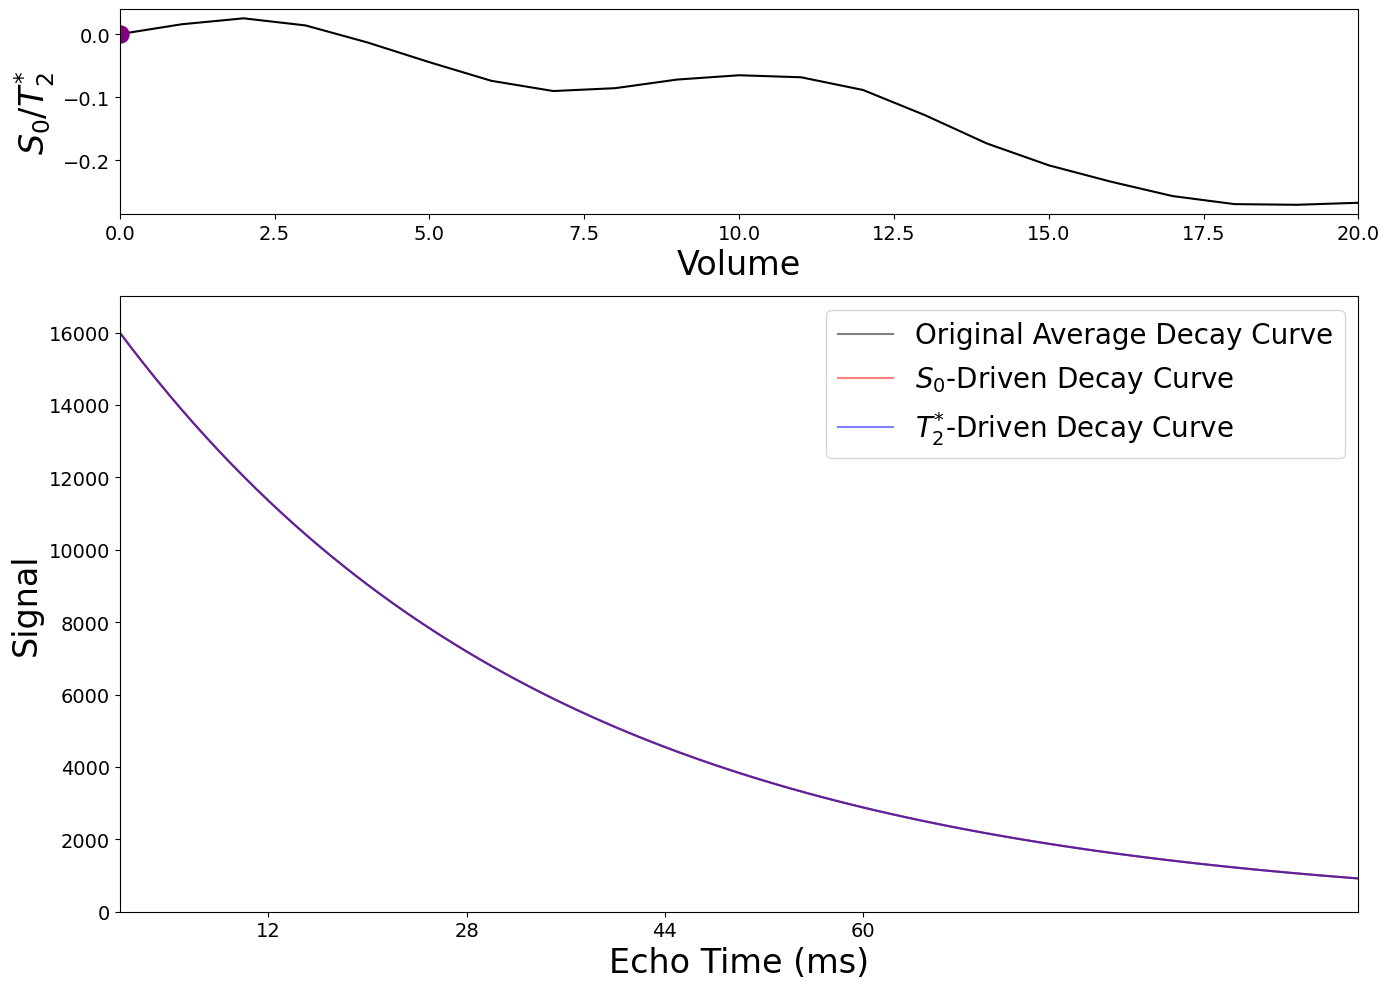 S₀/T₂*
0.0
−0.1
−0.2
0.0 2.5 5.0 7.5 10.0 12.5 15.0 17.5 20.0
Volume
Signal
16000
14000
12000
10000
8000
6000
4000
2000
0
Original Average Decay Curve
S₀-Driven Decay Curve
T₂*-Driven Decay Curve
12 28 44 60
Echo Time (ms)